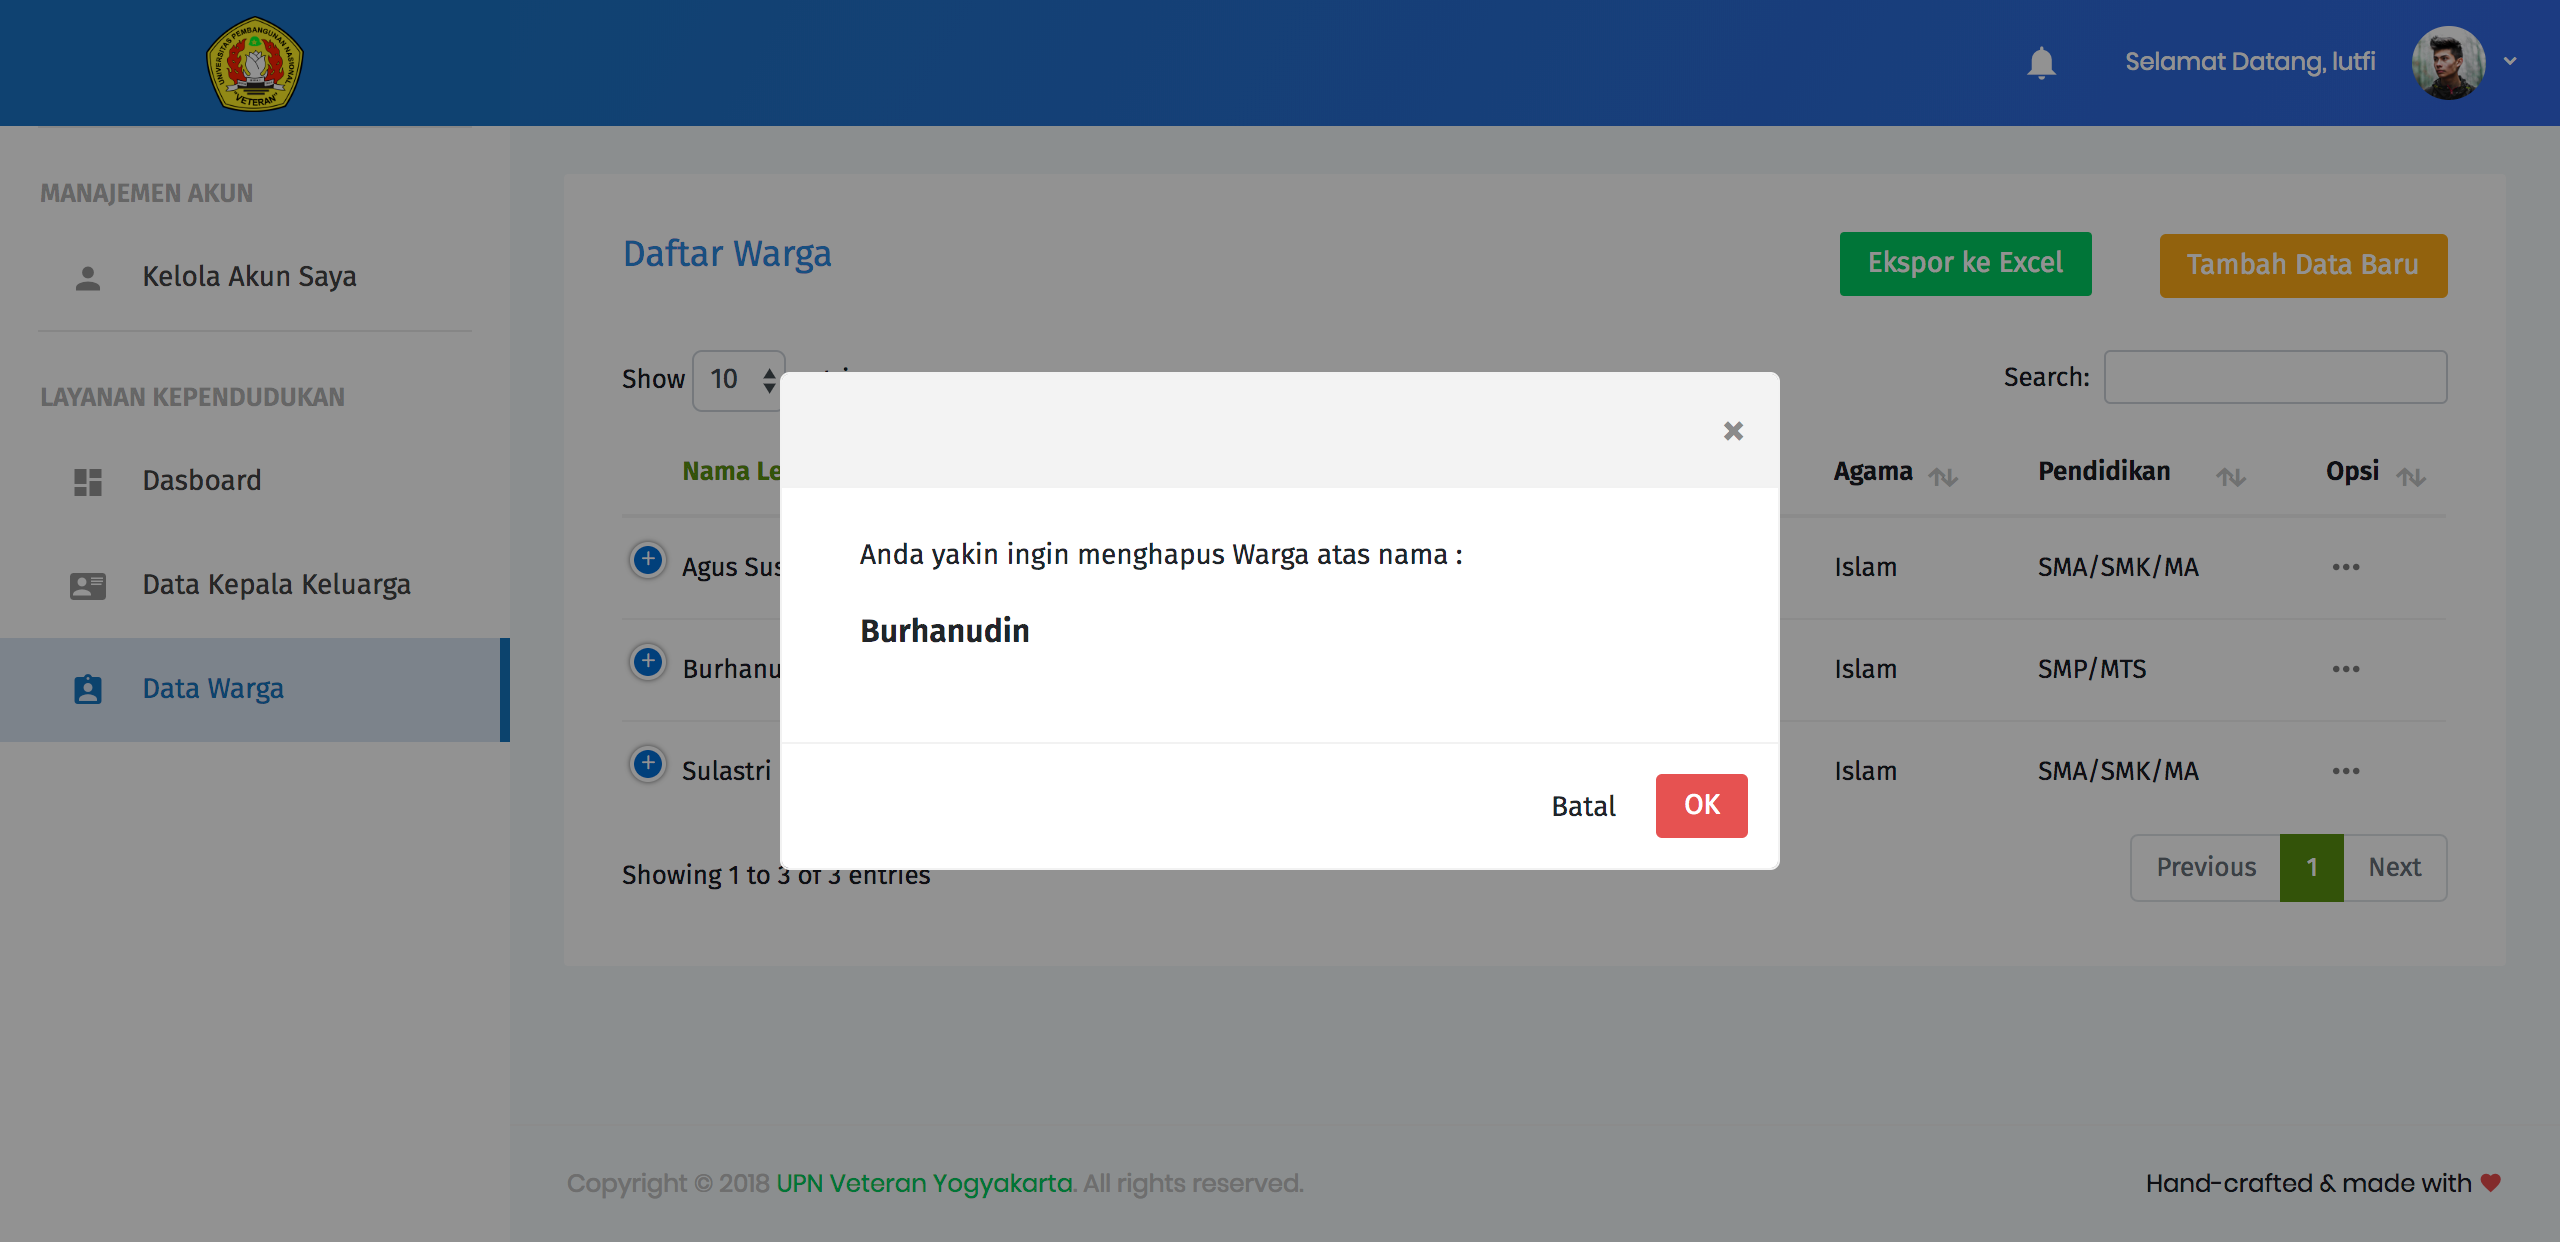 UNIVERSITAS PEMBANGUNAN NASIONAL
"VETERAN"
Selamat Datang, lutfi
MANAJEMEN AKUN
Kelola Akun Saya
LAYANAN KEPENDUDUKAN
Dasboard
Data Kepala Keluarga
Data Warga
Daftar Warga
Ekspor ke Excel
Tambah Data Baru
Show 10
Search:
Nama Le
Agama
Pendidikan
Opsi
Agus Sus
Islam
SMA/SMK/MA
Burhanu
Islam
SMP/MTS
Sulastri
Islam
SMA/SMK/MA
Showing 1 to 3 of 3 entries
Previous
1
Next
Anda yakin ingin menghapus Warga atas nama :
Burhanudin
Batal
OK
Copyright © 2018 UPN Veteran Yogyakarta. All rights reserved.
Hand-crafted & made with